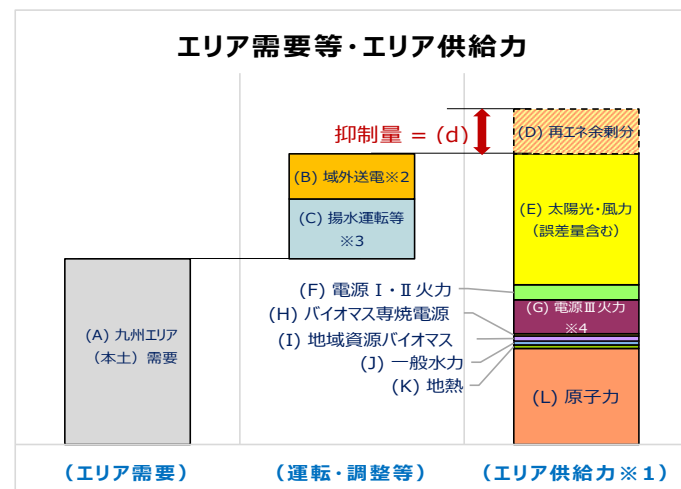 エリア需要等・エリア供給力
抑制量 = (d)
(D) 再エネ余剰分
(B) 域外送電※2
(C) 揚水運転等
※3
(E) 太陽光・風力
（誤差量含む）
(A) 九州エリア
（本土）需要
(F) 電源Ⅰ・Ⅱ火力
(G) 電源Ⅲ火力
※4
(H) バイオマス専焼電源
(I) 地域資源バイオマス
(J) 一般水力
(K) 地熱
(L) 原子力
（エリア需要）
（運転・調整等）
（エリア供給力※1）